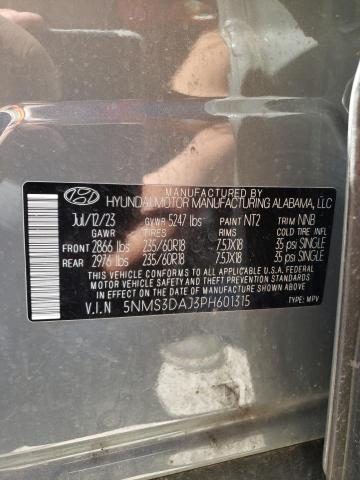 MANUFACTURED BY
HYUNDAI MOTOR MANUFACTURING ALABAMA, LLC
Jul/12/23 GVWR 5247 lbs PAINT NT2 TRIM NNB
GAWR TIRES RIMS COLD TIRE INFL
FRONT 2866 lbs 235/60R18 7.5JX18 35 psi SINGLE
REAR 2976 lbs 235/60R18 7.5JX18 35 psi SINGLE
THIS VEHICLE CONFORMS TO ALL APPLICABLE U.S. FEDERAL
MOTOR VEHICLE SAFETY AND THEFT PREVENTION STANDARDS
IN EFFECT ON THE DATE OF MANUFACTURE SHOWN ABOVE.
V.I.N 5NMS3DAJ3PH601315 TYPE: MPV